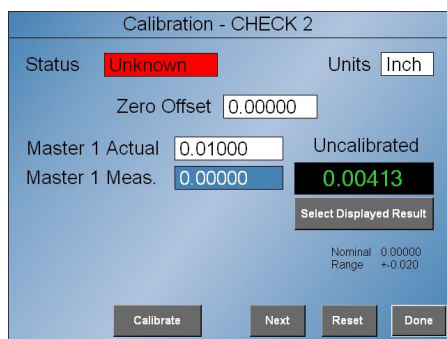 Calibration - CHECK 2
Status Unknown Units Inch
Zero Offset 0.00000
Master 1 Actual 0.01000 Uncalibrated
Master 1 Meas. 0.00000 0.00413
Select Displayed Result
Nominal 0.00000
Range +-0.020
Calibrate Next Reset Done